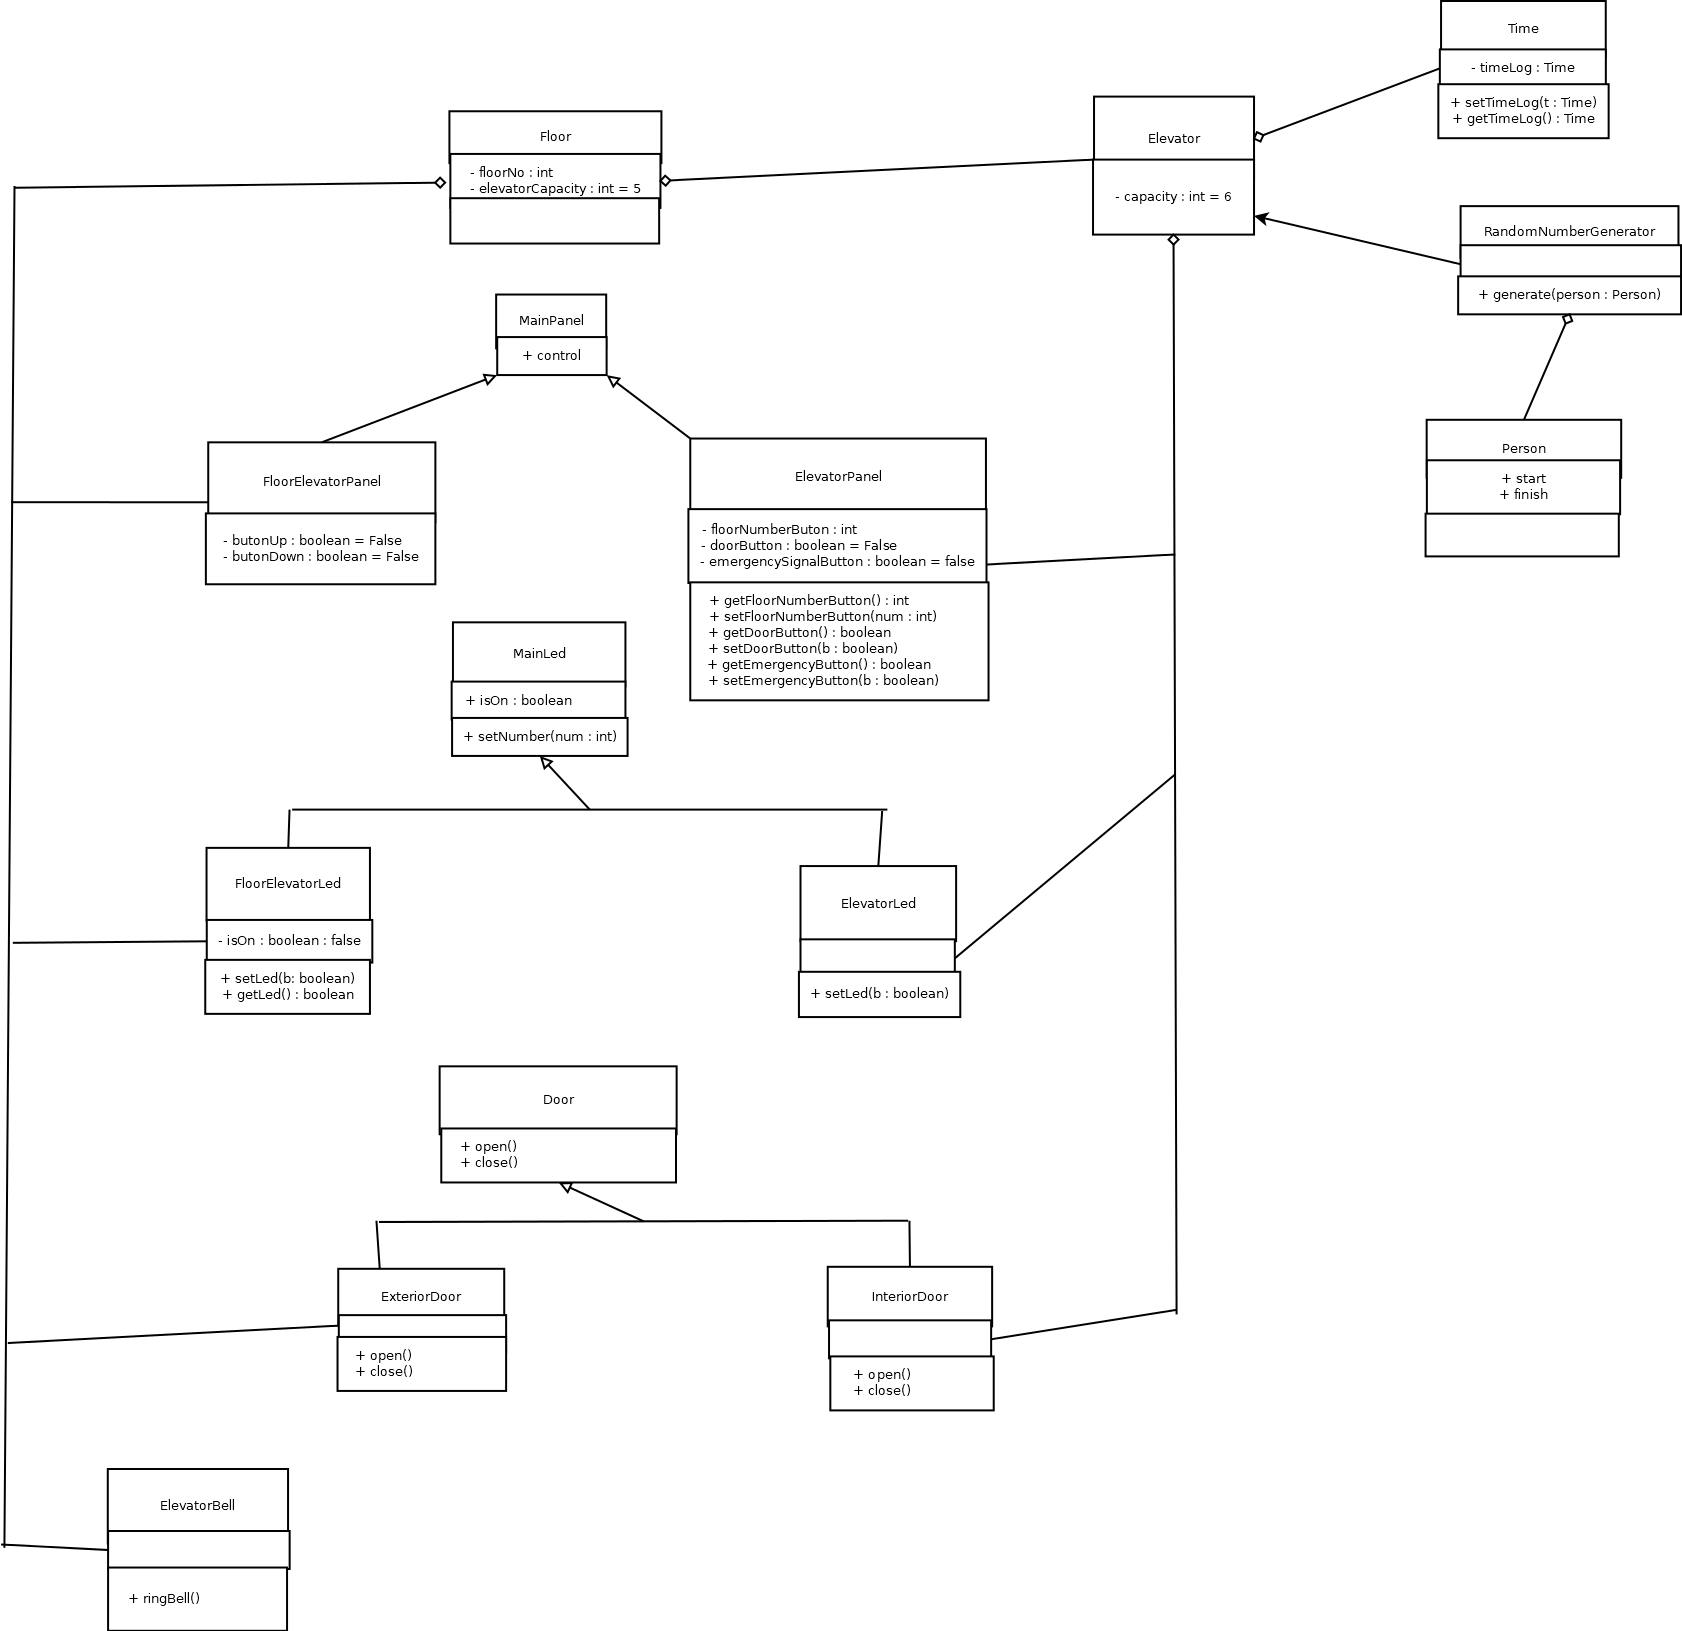 Time
- timeLog : Time
+ setTimeLog(t : Time)
+ getTimeLog() : Time
Floor
- floorNo : int
- elevatorCapacity : int = 5
Elevator
- capacity : int = 6
RandomNumberGenerator
+ generate(person : Person)
MainPanel
+ control
Person
+ start
+ finish
FloorElevatorPanel
- butonUp : boolean = False
- butonDown : boolean = False
ElevatorPanel
- floorNumberButon : int
- doorButton : boolean = False
- emergencySignalButton : boolean = false
+ getFloorNumberButton() : int
+ setFloorNumberButton(num : int)
+ getDoorButton() : boolean
+ setDoorButton(b : boolean)
+ getEmergencyButton() : boolean
+ setEmergencyButton(b : boolean)
MainLed
+ isOn : boolean
+ setNumber(num : int)
FloorElevatorLed
- isOn : boolean : false
+ setLed(b: boolean)
+ getLed() : boolean
ElevatorLed
+ setLed(b : boolean)
Door
+ open()
+ close()
ExteriorDoor
+ open()
+ close()
InteriorDoor
+ open()
+ close()
ElevatorBell
+ ringBell()